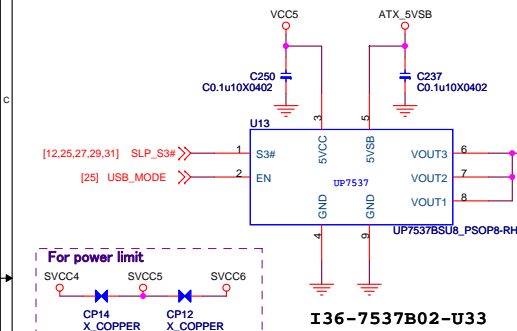 VCC5 ATX_5VSB
C250
C0.1u10X0402
C237
C0.1u10X0402
C
U13
3 5
[12,25,27,29,31] SLP_S3# 1 S3# 5VCC 5VSB VOUT3 6
[25] USB_MODE 2 EN UP7537 VOUT2 7
GND GND VOUT1 8
4 9
UP7537BSU8_PSOP8-RH
For power limit
SVCC4 SVCC5 SVCC6
CP14 CP12
X_COPPER X_COPPER
I36-7537B02-U33